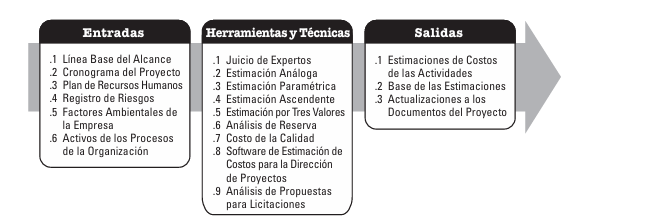 Entradas
.1 Línea Base del Alcance
.2 Cronograma del Proyecto
.3 Plan de Recursos Humanos
.4 Registro de Riesgos
.5 Factores Ambientales de
la Empresa
.6 Activos de los Procesos
de la Organización
Herramientas y Técnicas
.1 Juicio de Expertos
.2 Estimación Análoga
.3 Estimación Paramétrica
.4 Estimación Ascendente
.5 Estimación por Tres Valores
.6 Análisis de Reserva
.7 Costo de la Calidad
.8 Software de Estimación de
Costos para la Dirección
de Proyectos
.9 Análisis de Propuestas
para Licitaciones
Salidas
.1 Estimaciones de Costos
de las Actividades
.2 Base de las Estimaciones
.3 Actualizaciones a los
Documentos del Proyecto